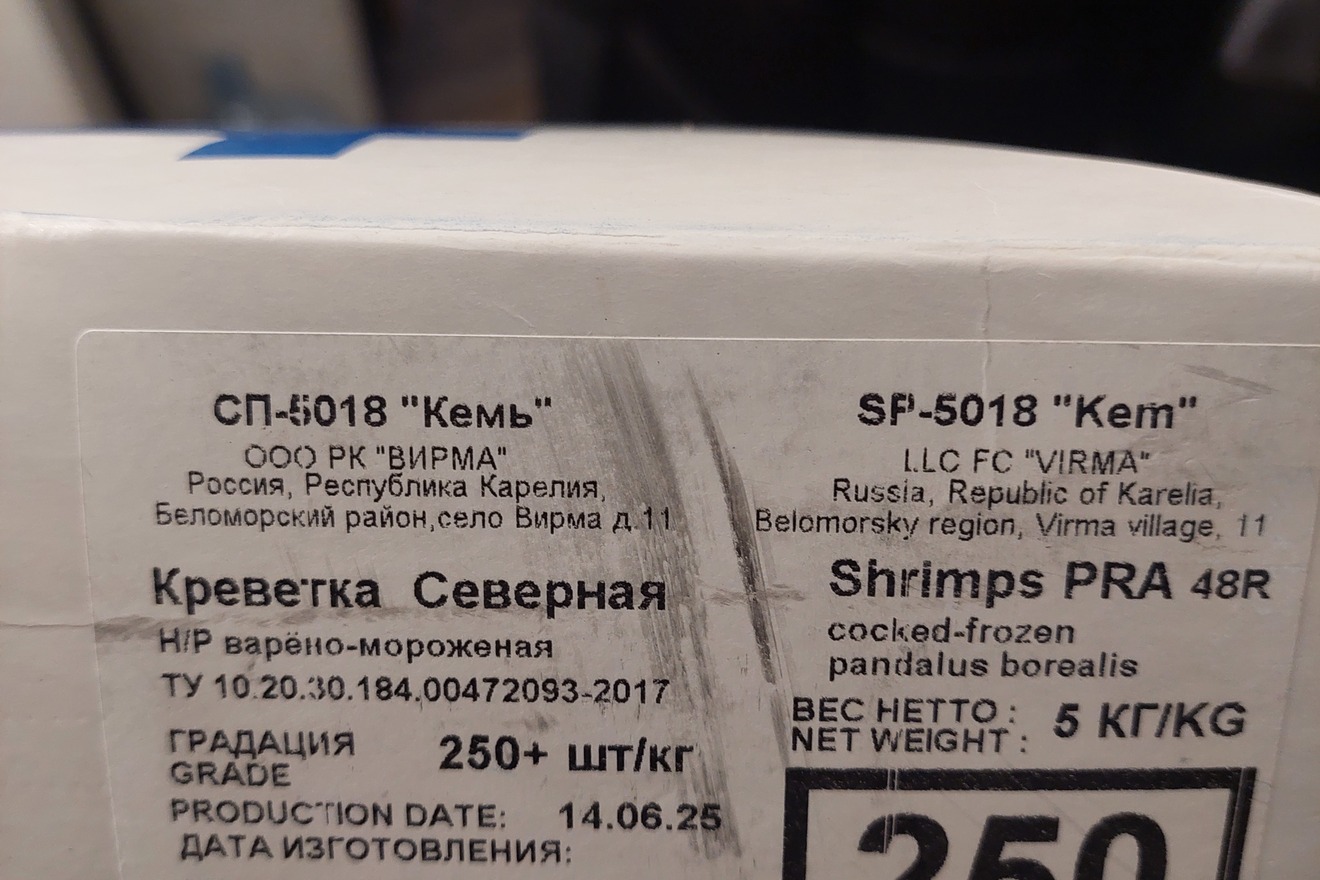 СП-5018 "Кемь"
ООО РК "ВИРМА"
Россия, Республика Карелия,
Беломорский район,село Вирма д.11
Креветка Северная
Н/Р варёно-мороженая
ТУ 10.20.30.184.00472093-2017
ГРАДАЦИЯ
GRADE
250+ шт/кг
PRODUCTION DATE: 14.06.25
ДАТА ИЗГОТОВЛЕНИЯ:
SP-5018 "Kem"
LLC FC "VIRMA"
Russia, Republic of Karelia,
Belomorsky region, Virma village, 11
Shrimps PRA 48R
cocked-frozen
pandalus borealis
ВЕС НЕТТО :
NET WEIGHT :
5 КГ/KG
250